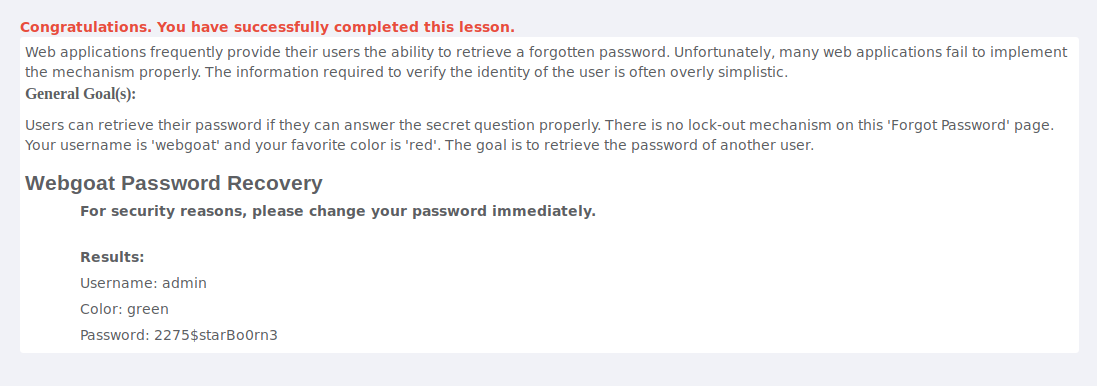 Congratulations. You have successfully completed this lesson.
Web applications frequently provide their users the ability to retrieve a forgotten password. Unfortunately, many web applications fail to implement
the mechanism properly. The information required to verify the identity of the user is often overly simplistic.
General Goal(s):
Users can retrieve their password if they can answer the secret question properly. There is no lock-out mechanism on this 'Forgot Password' page.
Your username is 'webgoat' and your favorite color is 'red'. The goal is to retrieve the password of another user.
Webgoat Password Recovery
For security reasons, please change your password immediately.
Results:
Username: admin
Color: green
Password: 2275$starBo0rn3